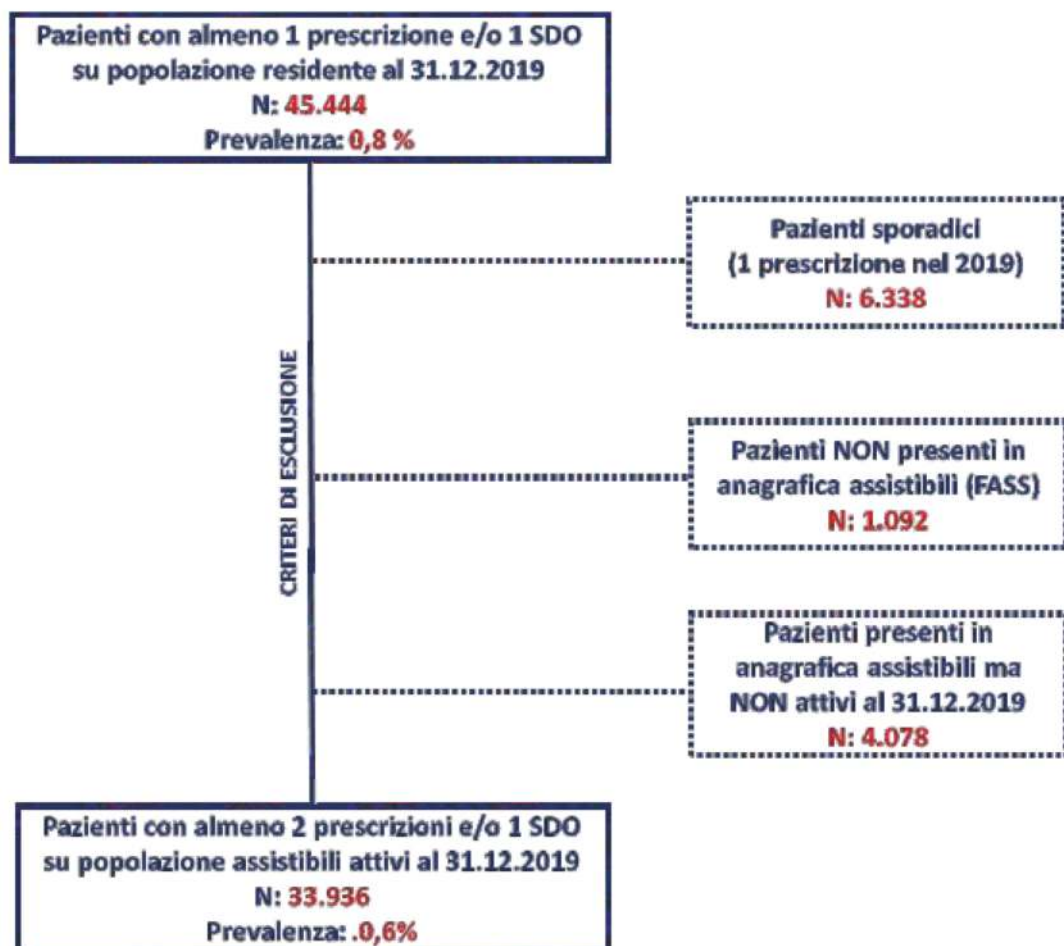 Pazienti con almeno 1 prescrizione e/o 1 SDO
su popolazione residente al 31.12.2019
N: 45.444
Prevalenza: 0,8 %
Pazienti sporadici
(1 prescrizione nel 2019)
N: 6.338
CRITERI DI ESCLUSIONE
Pazienti NON presenti in
anagrafica assistibili (FASS)
N: 1.092
Pazienti presenti in
anagrafica assistibili ma
NON attivi al 31.12.2019
N: 4.078
Pazienti con almeno 2 prescrizioni e/o 1 SDO
su popolazione assistibili attivi al 31.12.2019
N: 33.936
Prevalenza: .0,6%